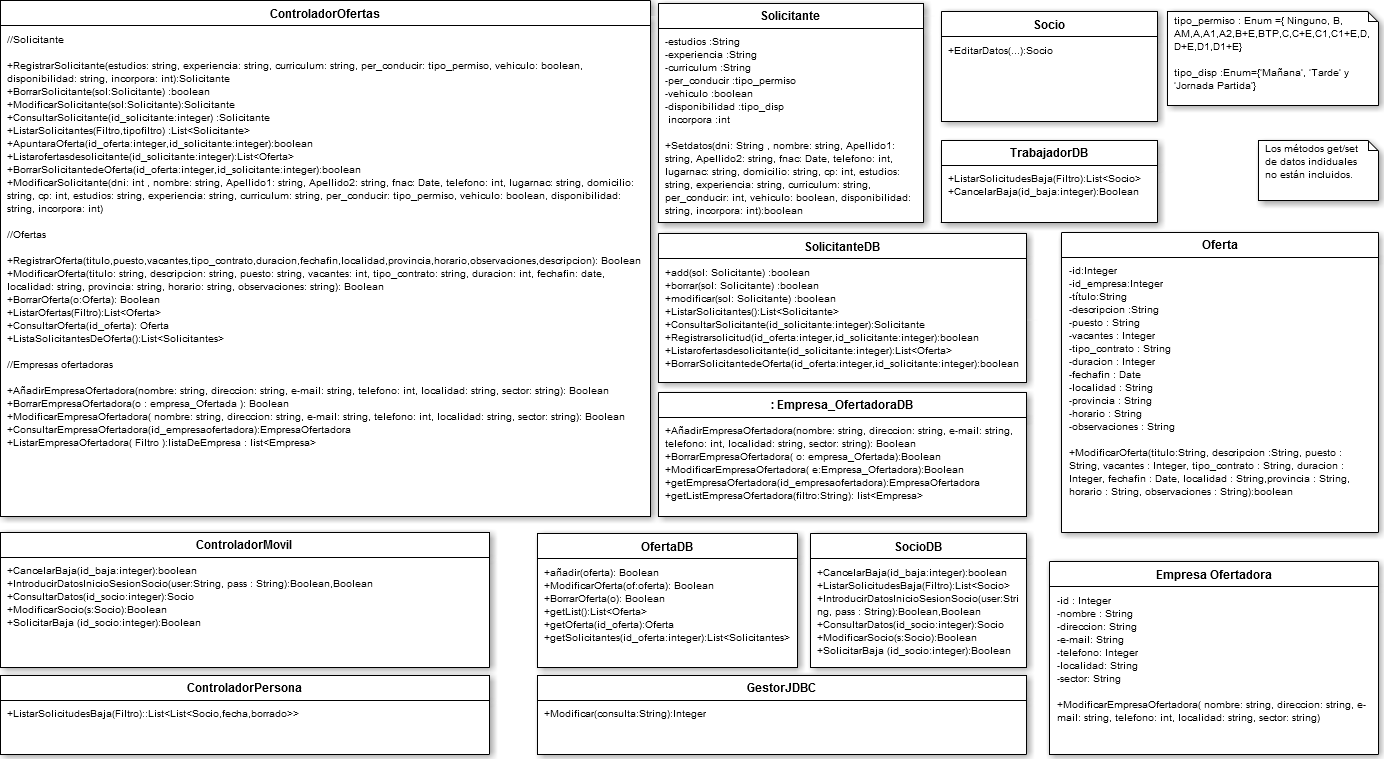 ControladorOfertas
//Solicitante
+RegistrarSolicitante(estudios: string, experiencia: string, curriculum: string, per_conducir: tipo_permiso, vehiculo: boolean,
disponibilidad: string, incorpora: int):Solicitante
+BorrarSolicitante(sol:Solicitante) :boolean
+ModificarSolicitante(sol:Solicitante):Solicitante
+ConsultarSolicitante(id_solicitante:integer) :Solicitante
+ListarSolicitantes(Filtro,tipofiltro) :List<Solicitante>
+ApuntaraOferta(id_oferta:integer,id_solicitante:integer):boolean
+Listarofertasdesolicitante(id_solicitante:integer):List<Oferta>
+BorrarSolicitantedeOferta(id_oferta:integer,id_solicitante:integer):boolean
+ModificarSolicitante(dni: int , nombre: string, Apellido1: string, Apellido2: string, fnac: Date, telefono: int, lugarnac: string, domicilio:
string, cp: int, estudios: string, experiencia: string, curriculum: string, per_conducir: tipo_permiso, vehiculo: boolean, disponibilidad:
string, incorpora: int)
//Ofertas
+RegistrarOferta(titulo,puesto,vacantes,tipo_contrato,duracion,fechafin,localidad,provincia,horario,observaciones,descripcion): Boolean
+ModificarOferta(titulo: string, descripcion: string, puesto: string, vacantes: int, tipo_contrato: string, duracion: int, fechafin: date,
localidad: string, provincia: string, horario: string, observaciones: string): Boolean
+BorrarOferta(o:Oferta): Boolean
+ListarOfertas(Filtro):List<Oferta>
+ConsultarOferta(id_oferta): Oferta
+ListaSolicitantesDeOferta():List<Solicitantes>
//Empresas ofertadoras
+AñadirEmpresaOfertadora(nombre: string, direccion: string, e-mail: string, telefono: int, localidad: string, sector: string): Boolean
+BorrarEmpresaOfertadora(o : empresa_Ofertada ): Boolean
+ModificarEmpresaOfertadora( nombre: string, direccion: string, e-mail: string, telefono: int, localidad: string, sector: string): Boolean
+ConsultarEmpresaOfertadora(id_empresaofertadora):EmpresaOfertadora
+ListarEmpresaOfertadora( Filtro ):listaDeEmpresa : list<Empresa>
Solicitante
-estudios :String
-experiencia :String
-curriculum :String
-per_conducir :tipo_permiso
-vehiculo :boolean
-disponibilidad :tipo_disp
incorpora :int
+Setdatos(dni: String , nombre: string, Apellido1:
string, Apellido2: string, fnac: Date, telefono: int,
lugarnac: string, domicilio: string, cp: int, estudios:
string, experiencia: string, curriculum: string,
per_conducir: int, vehiculo: boolean, disponibilidad:
string, incorpora: int):boolean
Socio
+EditarDatos(...):Socio
tipo_permiso : Enum ={ Ninguno, B,
AM,A,A1,A2,B+E,BTP,C,C+E,C1,C1+E,D,
D+E,D1,D1+E}
tipo_disp :Enum={'Mañana', 'Tarde' y
'Jornada Partida'}
TrabajadorDB
+ListarSolicitudesBaja(Filtro):List<Socio>
+CancelarBaja(id_baja:integer):Boolean
Los métodos get/set
de datos indiduales
no están incluidos.
SolicitanteDB
+add(sol: Solicitante) :boolean
+borrar(sol: Solicitante) :boolean
+modificar(sol: Solicitante) :boolean
+ListarSolicitantes():List<Solicitante>
+ConsultarSolicitante(id_solicitante:integer):Solicitante
+Registrarsolicitud(id_oferta:integer,id_solicitante:integer):boolean
+Listarofertasdesolicitante(id_solicitante:integer):List<Oferta>
+BorrarSolicitantedeOferta(id_oferta:integer,id_solicitante:integer):boolean
Oferta
-id:Integer
-id_empresa:Integer
-título:String
-descripcion :String
-puesto : String
-vacantes : Integer
-tipo_contrato : String
-duracion : Integer
-fechafin : Date
-localidad : String
-provincia : String
-horario : String
-observaciones : String
+ModificarOferta(titulo:String, descripcion :String, puesto :
String, vacantes : Integer, tipo_contrato : String, duracion :
Integer, fechafin : Date, localidad : String,provincia : String,
horario : String, observaciones : String):boolean
: Empresa_OfertadoraDB
+AñadirEmpresaOfertadora(nombre: string, direccion: string, e-mail: string,
telefono: int, localidad: string, sector: string): Boolean
+BorrarEmpresaOfertadora( o: empresa_Ofertada):Boolean
+ModificarEmpresaOfertadora( e:Empresa_Ofertadora):Boolean
+getEmpresaOfertadora(id_empresaofertadora):EmpresaOfertadora
+getListEmpresaOfertadora(filtro:String): list<Empresa>
ControladorMovil
+CancelarBaja(id_baja:integer):boolean
+IntroducirDatosInicioSesionSocio(user:String, pass : String):Boolean,Boolean
+ConsultarDatos(id_socio:integer):Socio
+ModificarSocio(s:Socio):Boolean
+SolicitarBaja (id_socio:integer):Boolean
OfertaDB
+añadir(oferta): Boolean
+ModificarOferta(of:oferta): Boolean
+BorrarOferta(o): Boolean
+getList():List<Oferta>
+getOferta(id_oferta):Oferta
+getSolicitantes(id_oferta:integer):List<Solicitantes>
SocioDB
+CancelarBaja(id_baja:integer):boolean
+ListarSolicitudesBaja(Filtro):List<Socio>
+IntroducirDatosInicioSesionSocio(user:Stri
ng, pass : String):Boolean,Boolean
+ConsultarDatos(id_socio:integer):Socio
+ModificarSocio(s:Socio):Boolean
+SolicitarBaja (id_socio:integer):Boolean
Empresa Ofertadora
-id : Integer
-nombre : String
-direccion: String
-e-mail: String
-telefono: Integer
-localidad: String
-sector: String
+ModificarEmpresaOfertadora( nombre: string, direccion: string, e-
mail: string, telefono: int, localidad: string, sector: string)
ControladorPersona
+ListarSolicitudesBaja(Filtro)::List<List<Socio,fecha,borrado>>
GestorJDBC
+Modificar(consulta:String):Integer